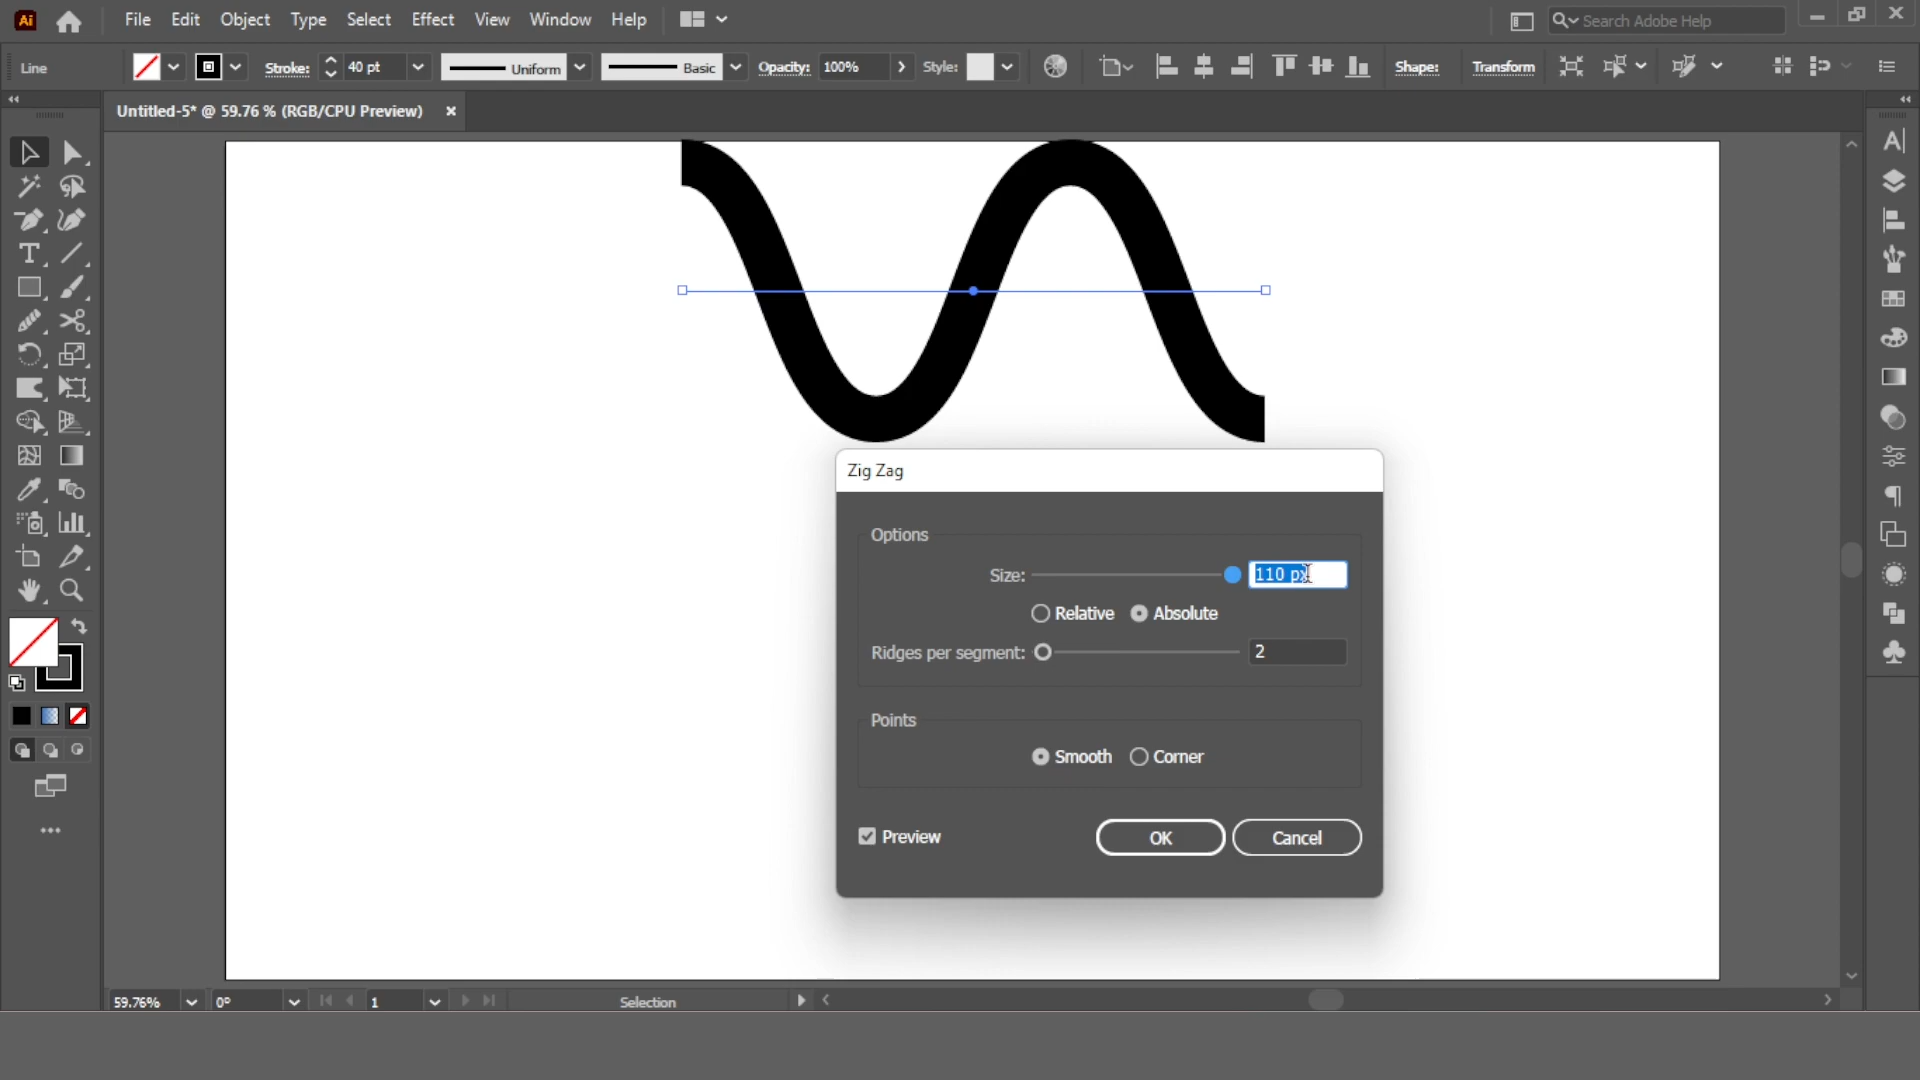 Ai File Edit Object Type Select Effect View Window Help Search Adobe Help
Line Stroke: 40 pt Uniform Basic Opacity: 100% Style: Shape: Transform
Untitled-5* @ 59.76 % (RGB/CPU Preview)
Zig Zag
Options
Size: 110 px
Relative Absolute
Ridges per segment: 2
Points
Smooth Corner
Preview OK Cancel
59.76% 0° 1 Selection